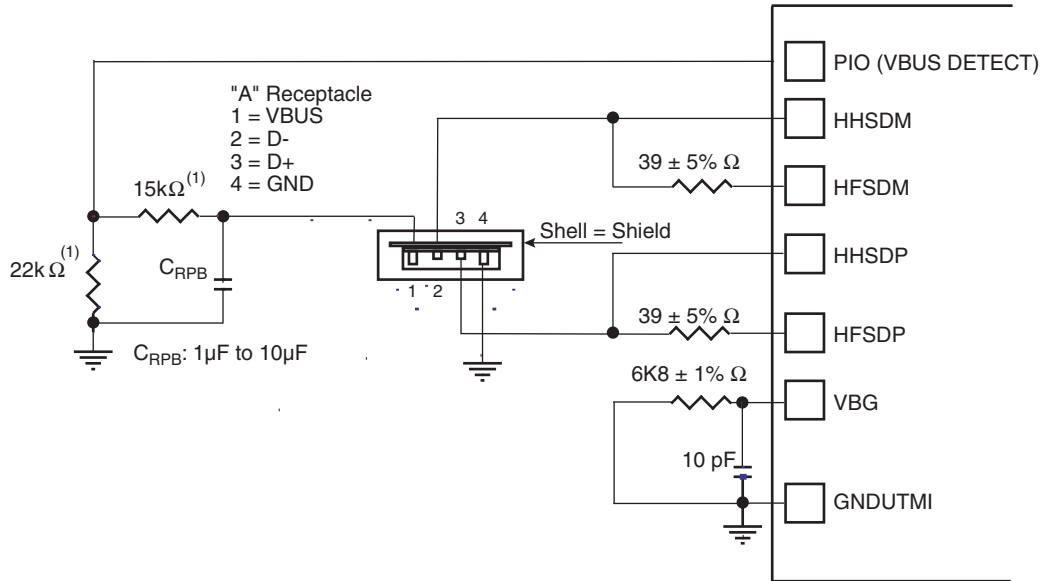 PIO (VBUS DETECT)
"A" Receptacle
1 = VBUS
2 = D-
3 = D+
4 = GND
HHSDM
39 ± 5% Ω
HFSDM
15kΩ(1)
3 4
Shell = Shield
HHSDP
22k Ω(1)
CRPB
1 2
39 ± 5% Ω
HFSDP
CRPB: 1µF to 10µF
6K8 ± 1% Ω
VBG
10 pF
GNDUTMI